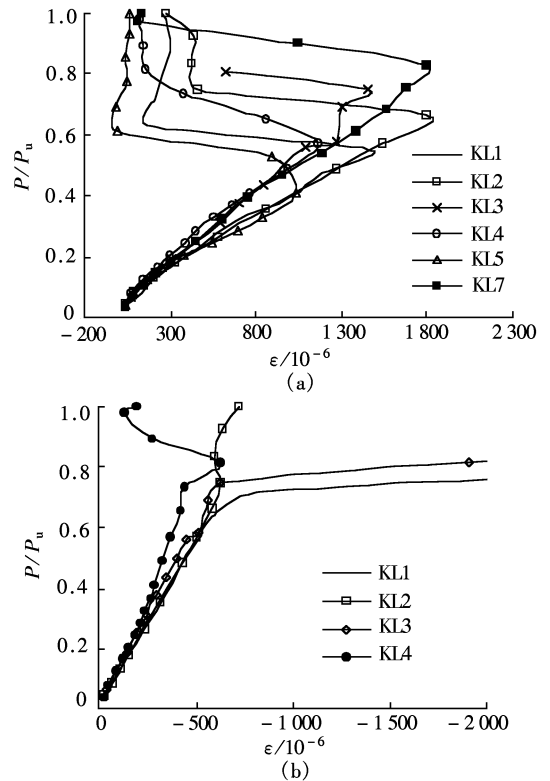 1.0
0.8
0.6
0.4
0.2
0
P/Pu
KL1
KL2
KL3
KL4
KL5
KL7
-200 300 800 1 300 1 800 2 300
ε/10⁻⁶
(a)
1.0
0.8
0.6
0.4
0.2
0
P/Pu
KL1
KL2
KL3
KL4
0 -500 -1 000 -1 500 -2 000
ε/10⁻⁶
(b)